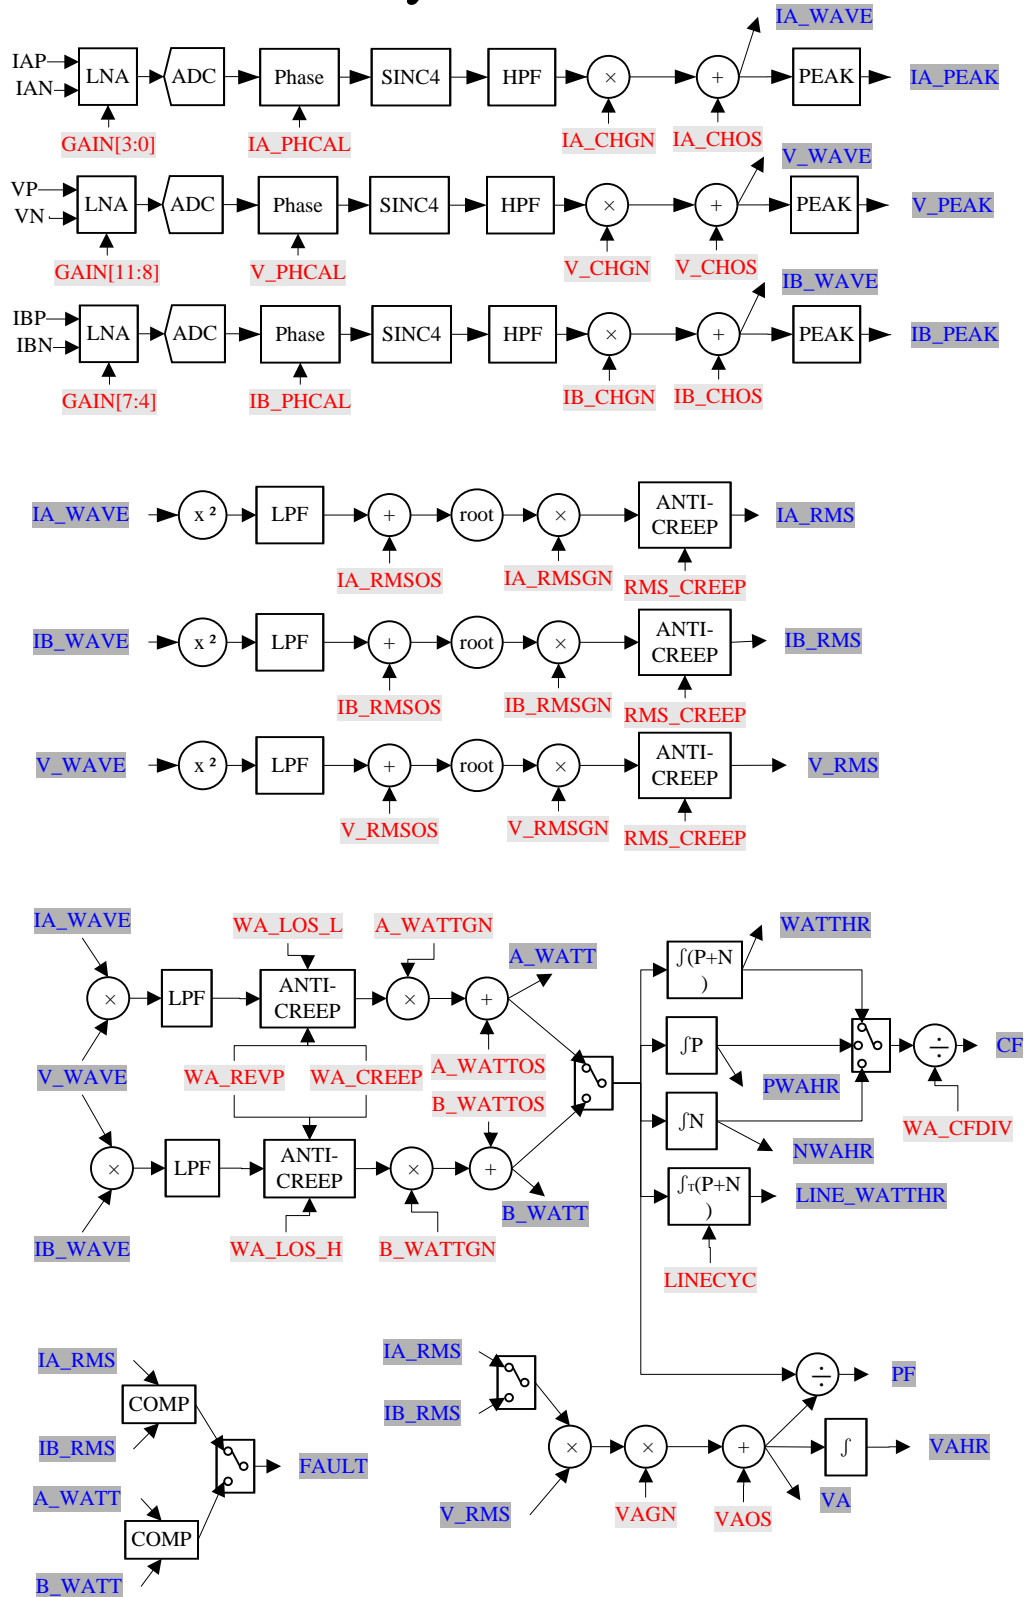 IA_WAVE
IAP LNA ADC Phase SINC4 HPF × + PEAK IA_PEAK
IAN
GAIN[3:0] IA_PHCAL IA_CHGN IA_CHOS
V_WAVE
VP LNA ADC Phase SINC4 HPF × + PEAK V_PEAK
VN
GAIN[11:8] V_PHCAL V_CHGN V_CHOS
IB_WAVE
IBP LNA ADC Phase SINC4 HPF × + PEAK IB_PEAK
IBN
GAIN[7:4] IB_PHCAL IB_CHGN IB_CHOS
IA_WAVE x ² LPF + root × ANTI-
CREEP IA_RMS
IA_RMSOS IA_RMSGN RMS_CREEP
IB_WAVE x ² LPF + root × ANTI-
CREEP IB_RMS
IB_RMSOS IB_RMSGN RMS_CREEP
V_WAVE x ² LPF + root × ANTI-
CREEP V_RMS
V_RMSOS V_RMSGN RMS_CREEP
IA_WAVE WA_LOS_L A_WATTGN WATTHR
A_WATT
× LPF ANTI-
CREEP × + ∫(P+N
)
V_WAVE WA_REVP WA_CREEP A_WATTOS ∫P ÷ CF
B_WATTOS PWAHR
∫N WA_CFDIV
NWAHR
× LPF ANTI-
CREEP × + ∫T(P+N
) LINE_WATTHR
B_WATT
IB_WAVE WA_LOS_H B_WATTGN
LINECYC
IA_RMS IA_RMS
COMP ÷ PF
IB_RMS IB_RMS
FAULT × × + ∫ VAHR
A_WATT V_RMS VAGN VAOS VA
COMP
B_WATT